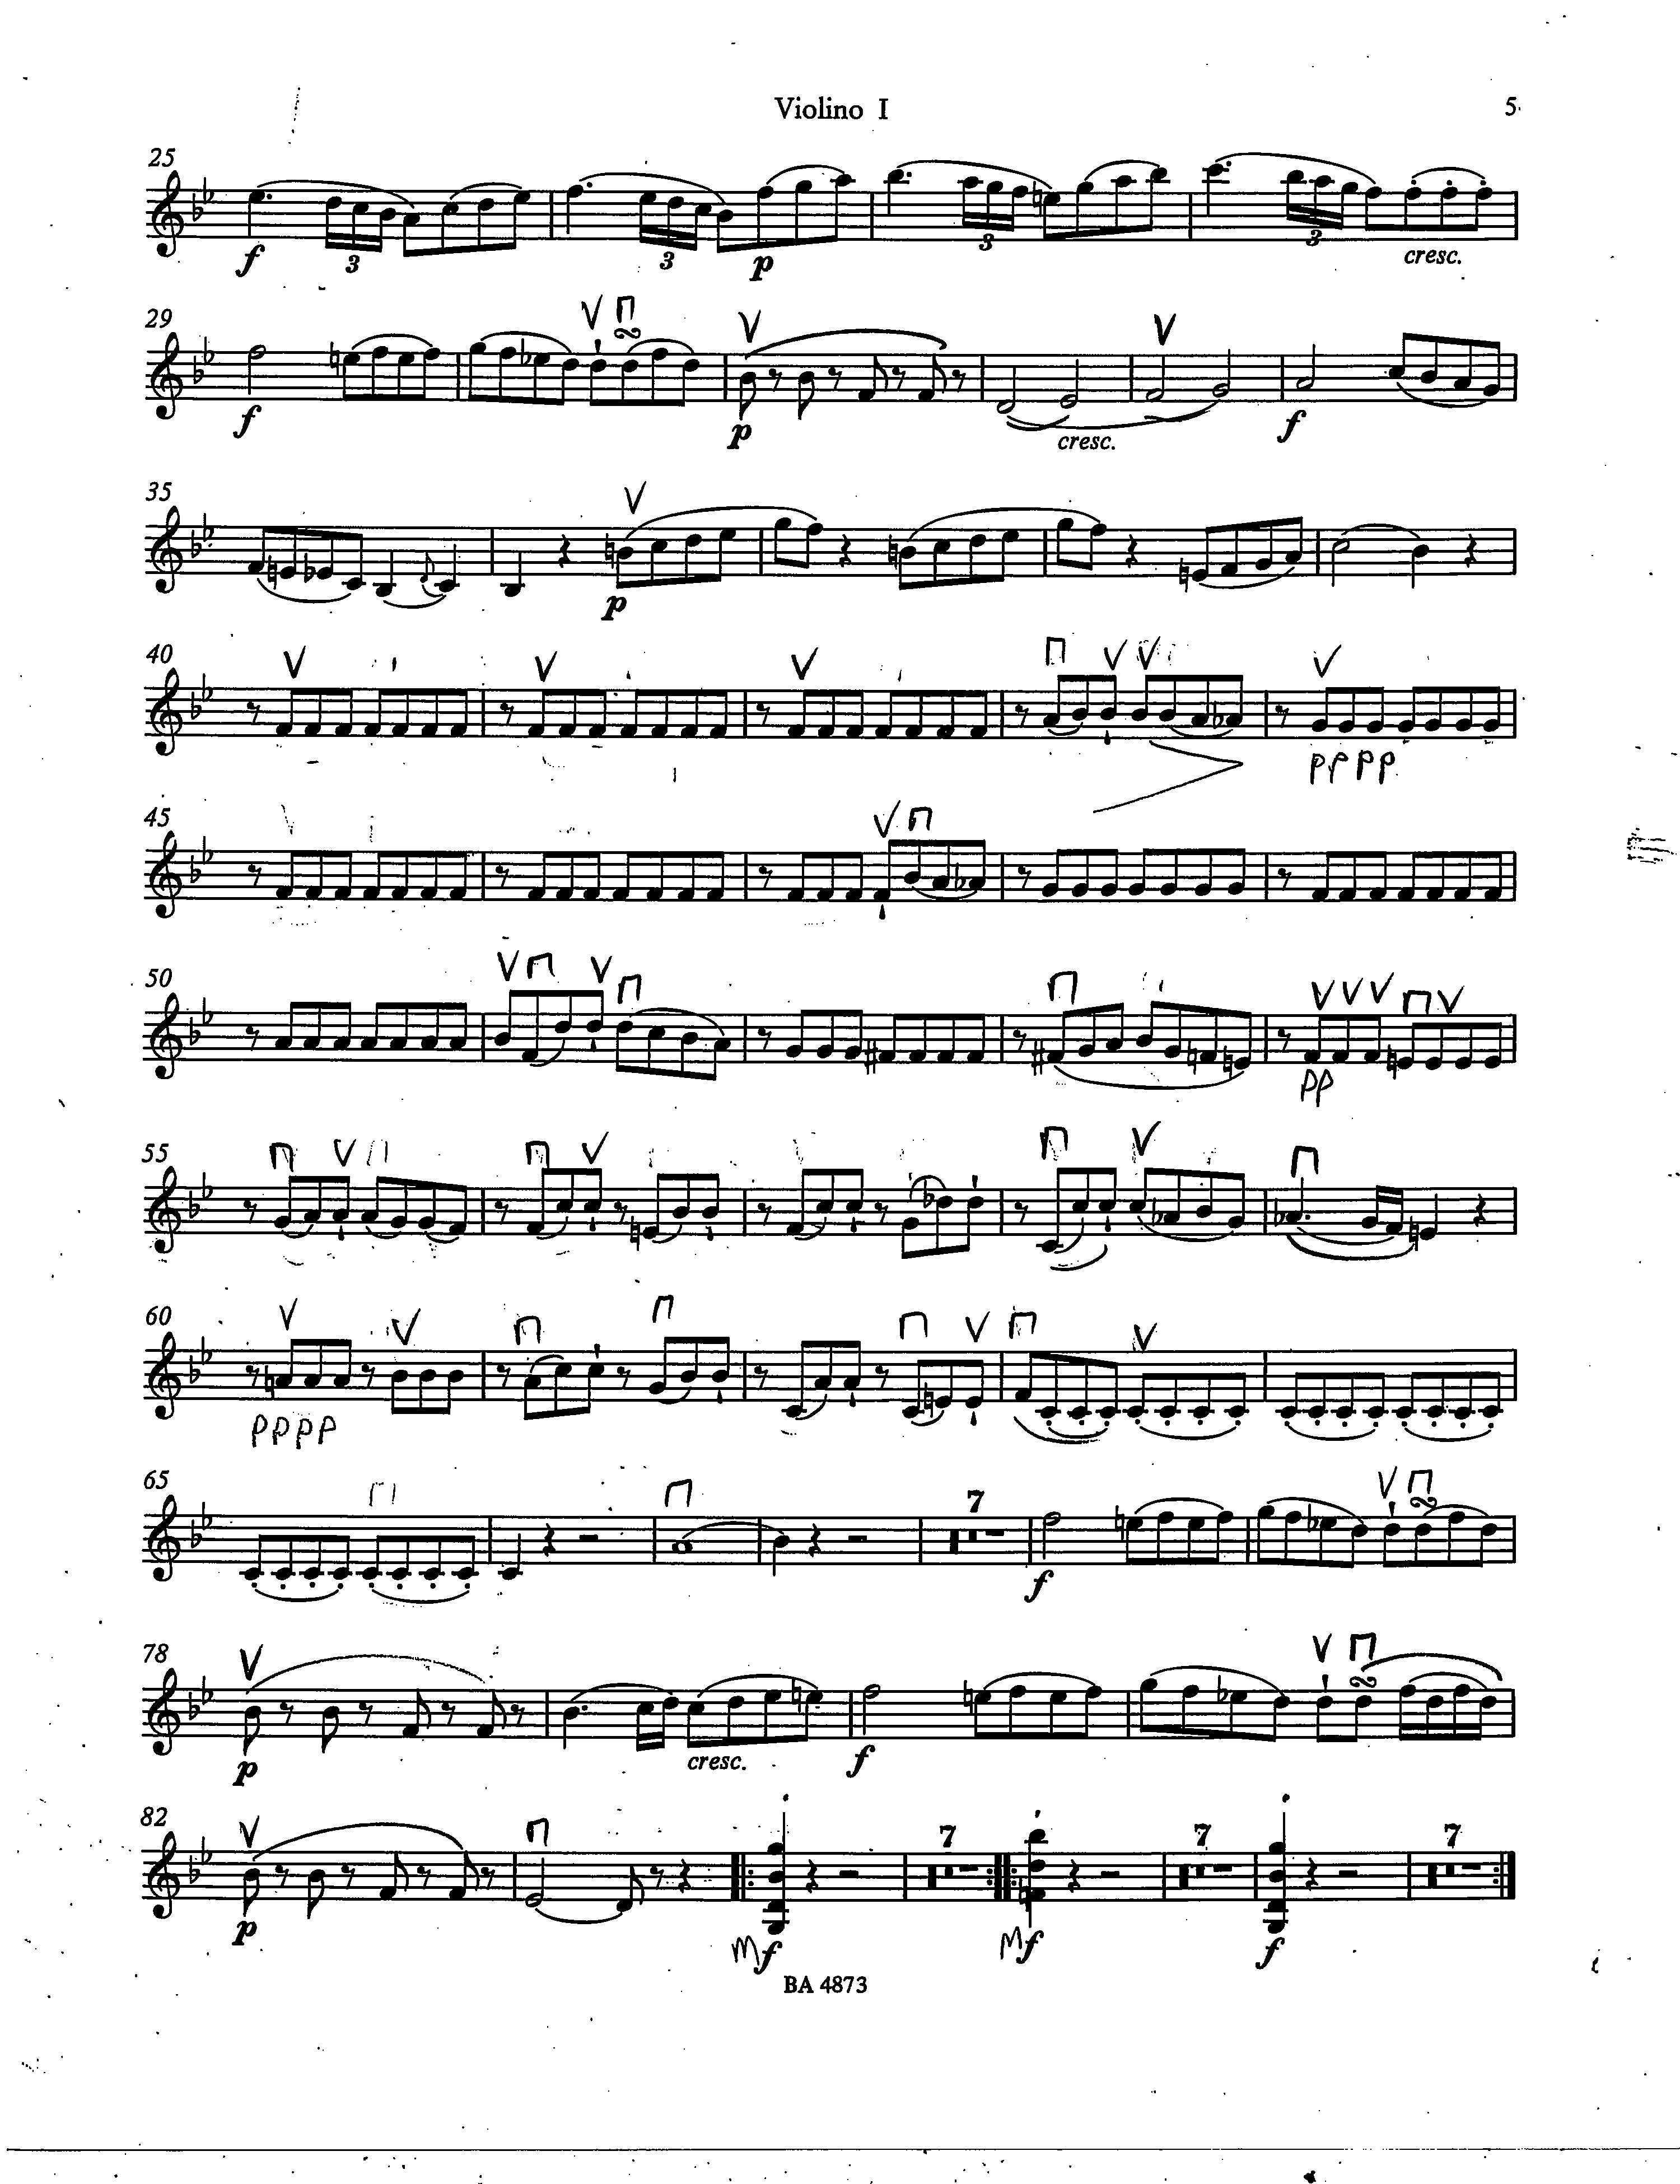 Violino I 5
25
f 3 3 p 3 3 cresc.
29
f p cresc. f
35
p
40
pppp
45
50
pp
55
60
pppp
65
7
f
78
p cresc. f
82
7 7 7
p mf mf f
BA 4873